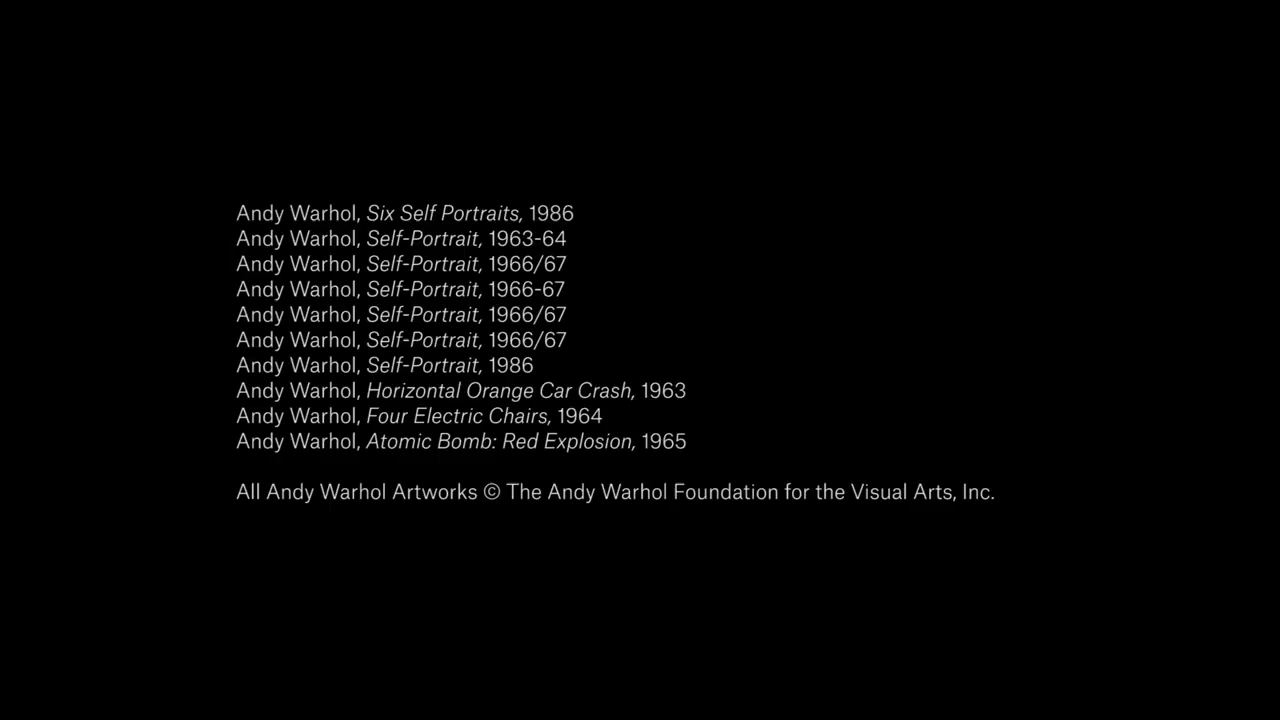 Andy Warhol, Six Self Portraits, 1986
Andy Warhol, Self-Portrait, 1963-64
Andy Warhol, Self-Portrait, 1966/67
Andy Warhol, Self-Portrait, 1966-67
Andy Warhol, Self-Portrait, 1966/67
Andy Warhol, Self-Portrait, 1966/67
Andy Warhol, Self-Portrait, 1986
Andy Warhol, Horizontal Orange Car Crash, 1963
Andy Warhol, Four Electric Chairs, 1964
Andy Warhol, Atomic Bomb: Red Explosion, 1965
All Andy Warhol Artworks © The Andy Warhol Foundation for the Visual Arts, Inc.